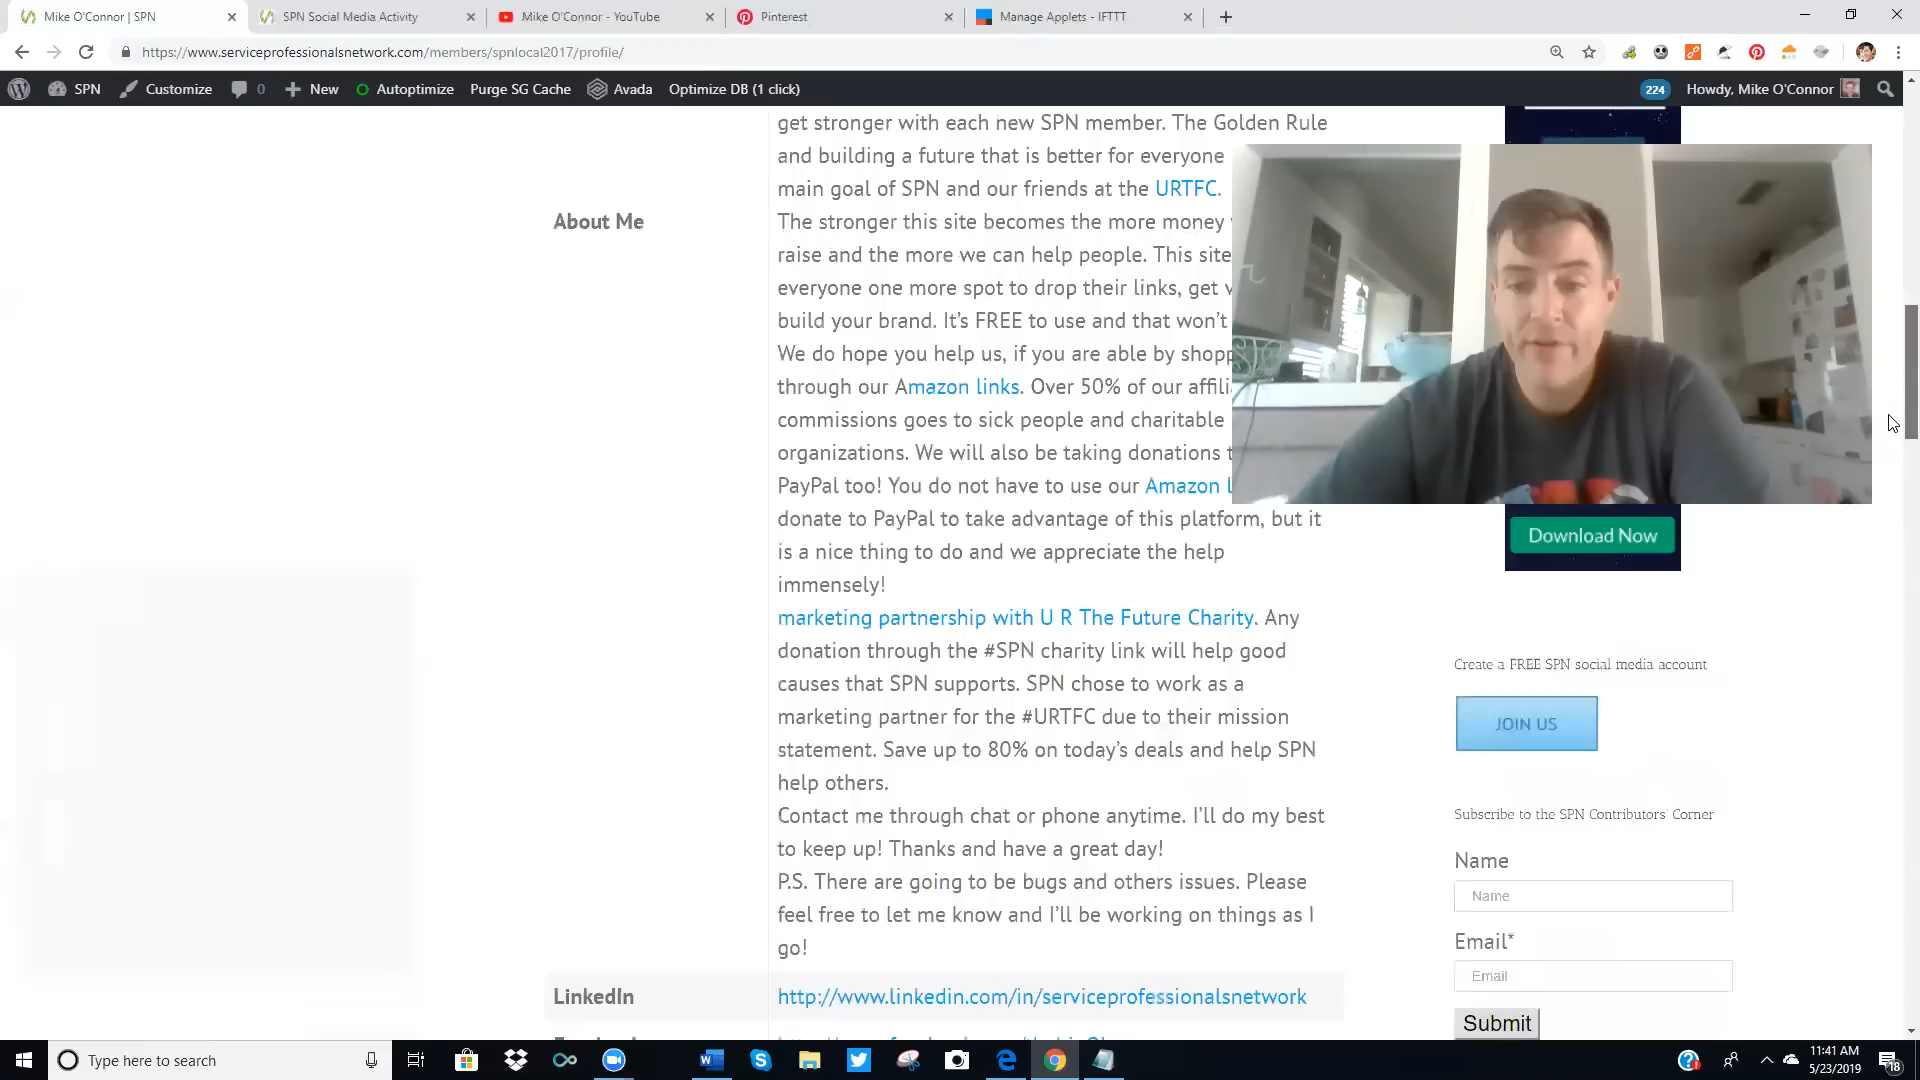 Mike O'Connor | SPN
SPN Social Media Activity
Mike O'Connor - YouTube
Pinterest
Manage Applets - IFTTT
https://www.serviceprofessionalsnetwork.com/members/spnlocal2017/profile/
SPN Customize 0 New Autoptimize Purge SG Cache Avada Optimize DB (1 click) 224 Howdy, Mike O'Connor
get stronger with each new SPN member. The Golden Rule
and building a future that is better for everyone
main goal of SPN and our friends at the URTFC.
About Me
The stronger this site becomes the more money
raise and the more we can help people. This site
everyone one more spot to drop their links, get
build your brand. It's FREE to use and that won't
We do hope you help us, if you are able by
through our Amazon links. Over 50% of our
commissions goes to sick people and charitable
organizations. We will also be taking donations
PayPal too! You do not have to use our Amazon
donate to PayPal to take advantage of this platform, but it
is a nice thing to do and we appreciate the help
immensely!
marketing partnership with U R The Future Charity. Any
donation through the #SPN charity link will help good
causes that SPN supports. SPN chose to work as a
marketing partner for the #URTFC due to their mission
statement. Save up to 80% on today's deals and help SPN
help others.
Contact me through chat or phone anytime. I'll do my best
to keep up! Thanks and have a great day!
P.S. There are going to be bugs and others issues. Please
feel free to let me know and I'll be working on things as I
go!
LinkedIn
http://www.linkedin.com/in/serviceprofessionalsnetwork
Download Now
Create a FREE SPN social media account
JOIN US
Subscribe to the SPN Contributors' Corner
Name
Name
Email*
Email
Submit
Type here to search
11:41 AM
5/23/2019
18